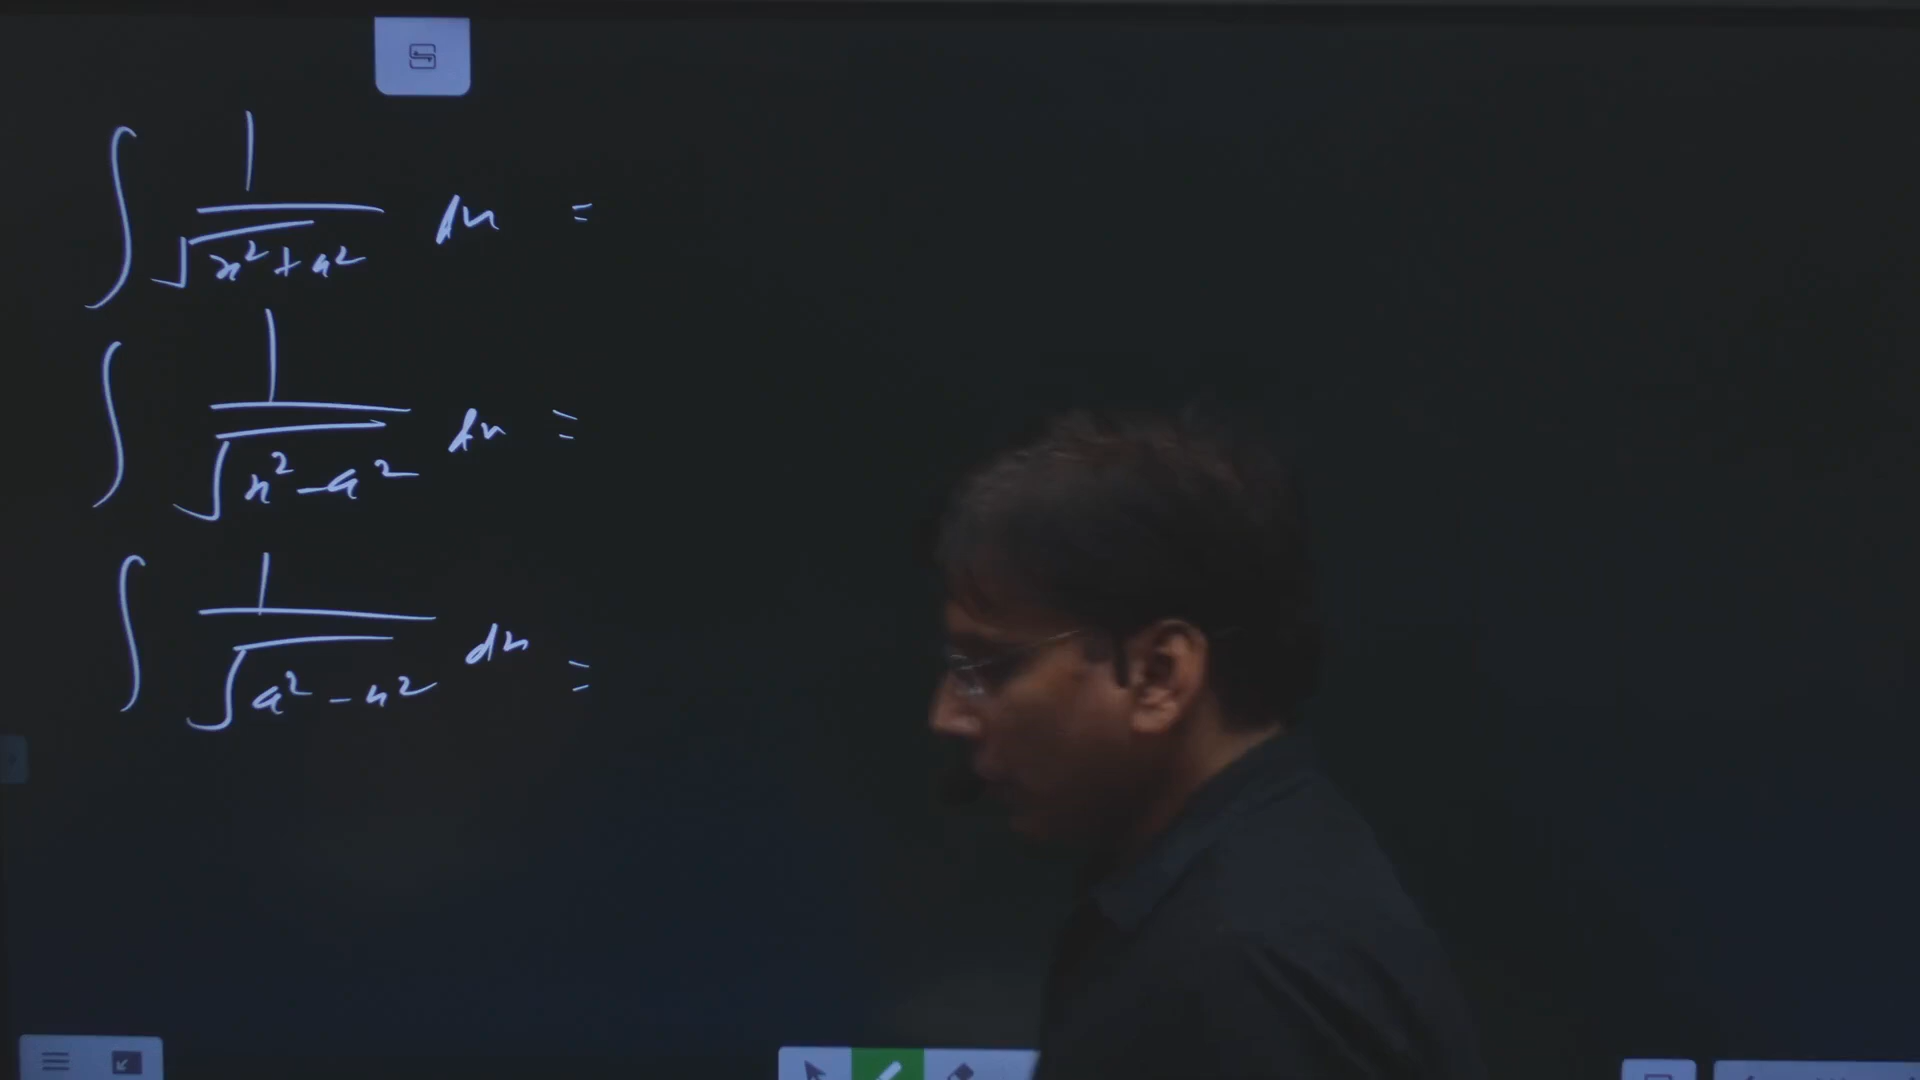 ∫ 1/√(x²+a²) dx =
∫ 1/√(x²-a²) dx =
∫ 1/√(a²-x²) dx =